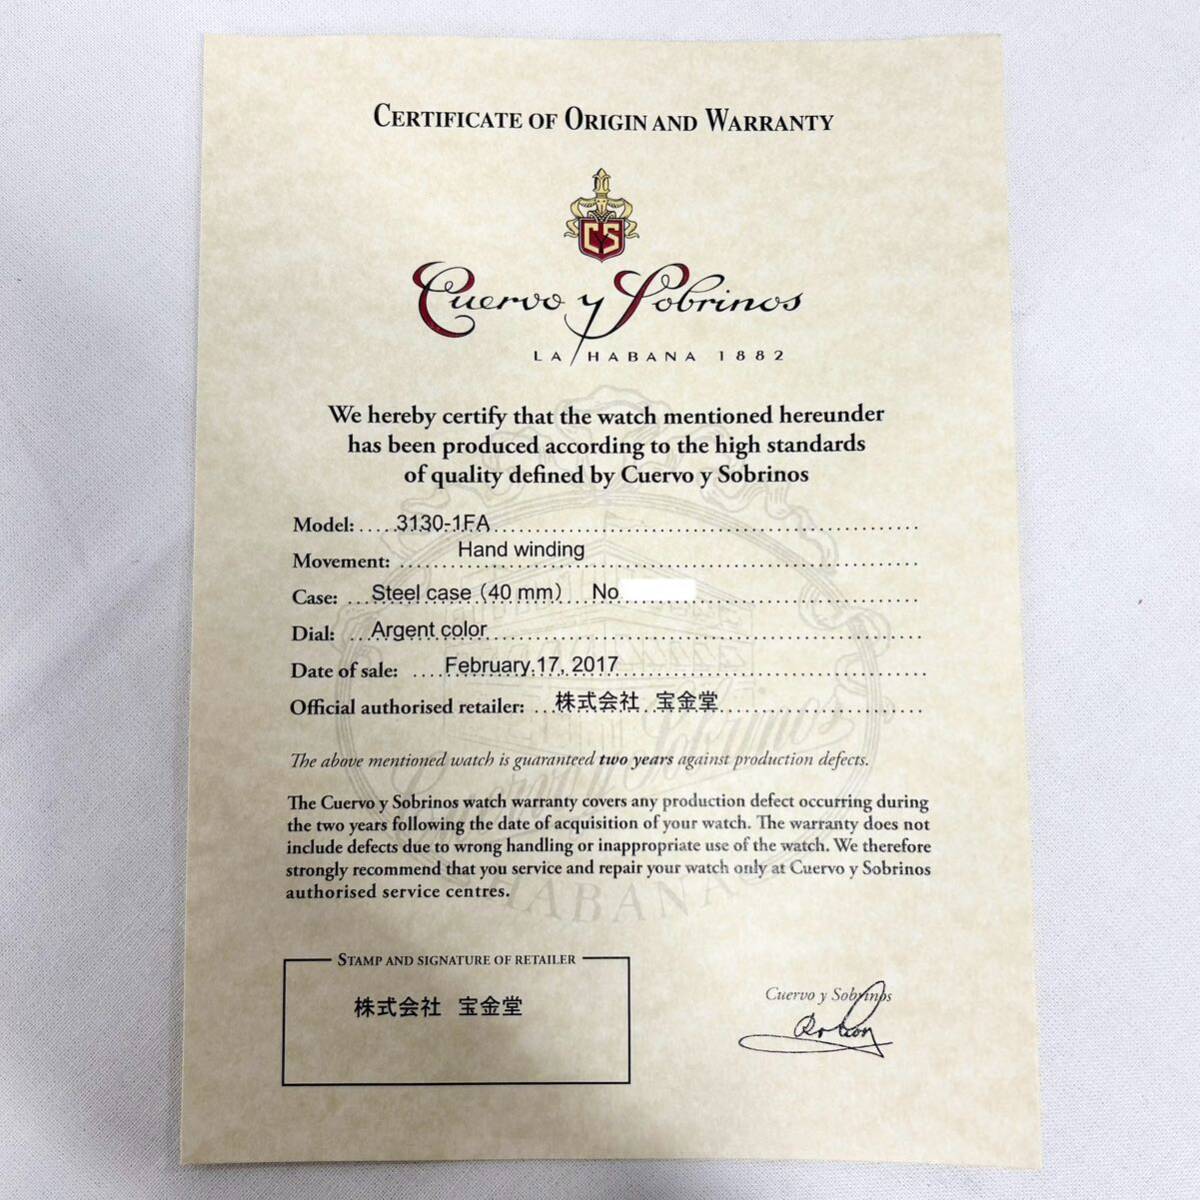 CERTIFICATE OF ORIGIN AND WARRANTY
CyS
Cuervo y Sobrinos
LA HABANA 1882
We hereby certify that the watch mentioned hereunder
has been produced according to the high standards
of quality defined by Cuervo y Sobrinos
Model: .... 3130-1FA
Movement: Hand winding
Case: Steel case (40 mm) No
Dial: Argent color
Date of sale: February,17, 2017
Official authorised retailer: 株式会社 宝金堂
The above mentioned watch is guaranteed two years against production defects.
The Cuervo y Sobrinos watch warranty covers any production defect occurring during
the two years following the date of acquisition of your watch. The warranty does not
include defects due to wrong handling or inappropriate use of the watch. We therefore
strongly recommend that you service and repair your watch only at Cuervo y Sobrinos
authorised service centres.
HABANA
STAMP AND SIGNATURE OF RETAILER
株式会社 宝金堂
Cuervo y Sobrinos